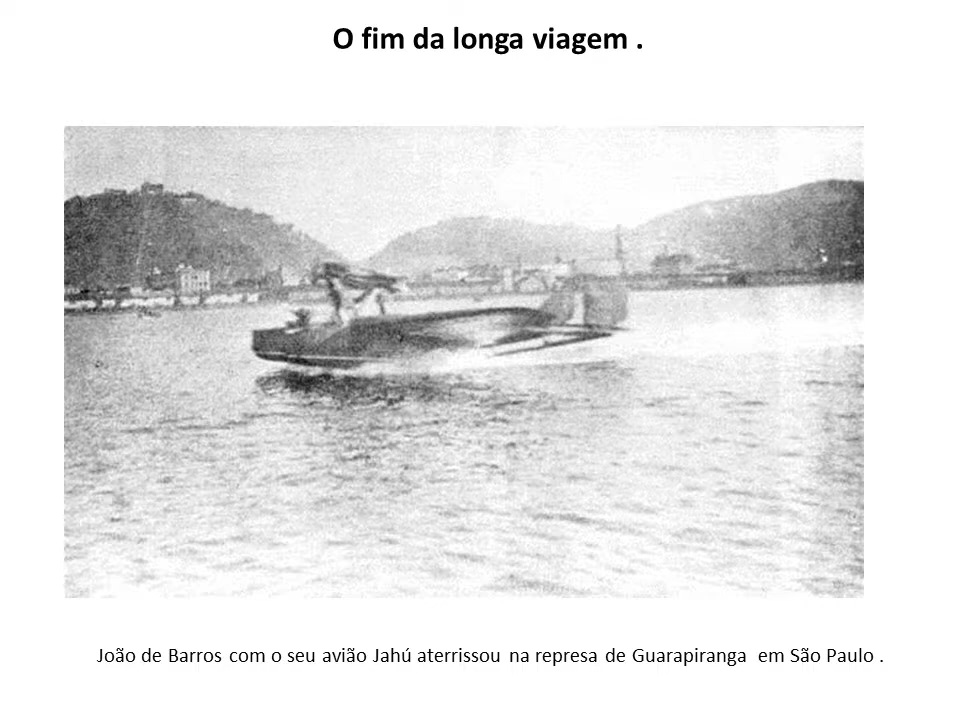 O fim da longa viagem .
João de Barros com o seu avião Jahú aterrissou na represa de Guarapiranga em São Paulo .